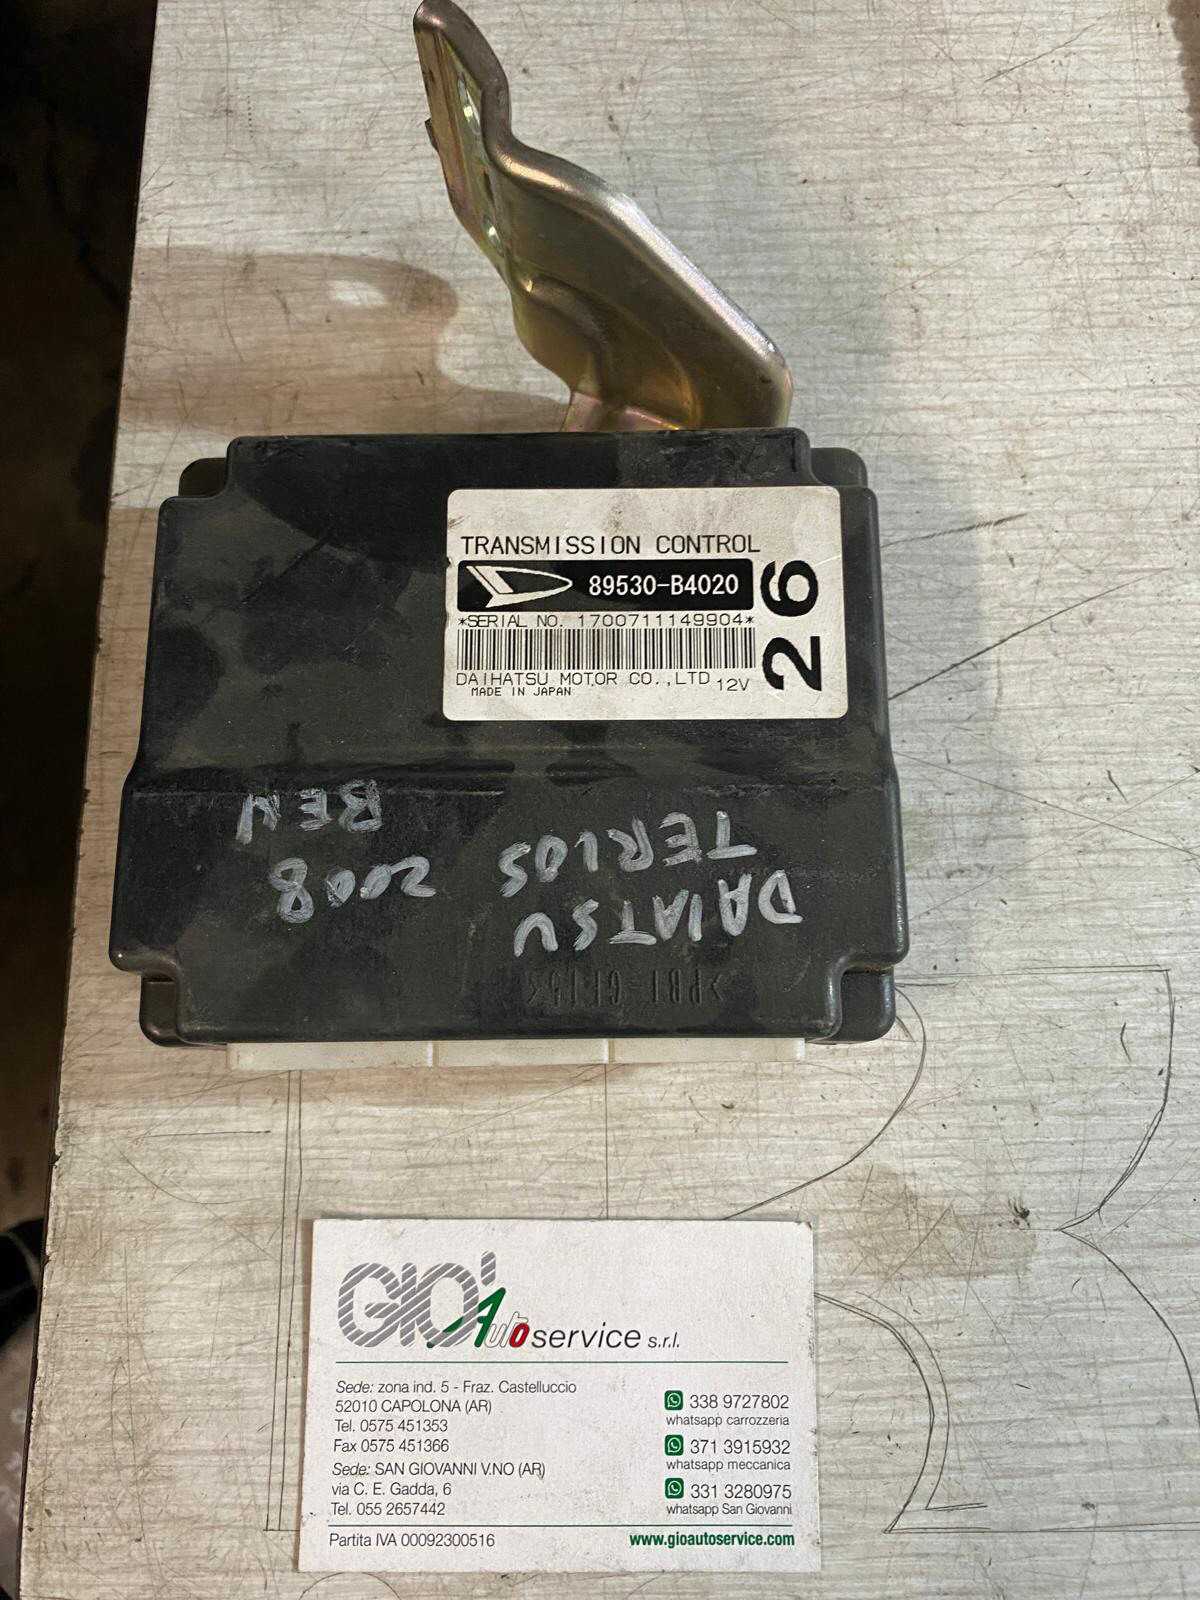 TRANSMISSION CONTROL
89530-B4020
26
*SERIAL NO. 1700711149904*
DAIHATSU MOTOR CO.,LTD 12V
MADE IN JAPAN
DAIATSU
TERIOS 2008
BEN
>PBT-GF15<
GIO' Auto service s.r.l.
Sede: zona ind. 5 - Fraz. Castelluccio
52010 CAPOLONA (AR)
Tel. 0575 451353
Fax 0575 451366
Sede: SAN GIOVANNI V.NO (AR)
via C. E. Gadda, 6
Tel. 055 2657442
338 9727802
whatsapp carrozzeria
371 3915932
whatsapp meccanica
331 3280975
whatsapp San Giovanni
Partita IVA 00092300516
www.gioautoservice.com